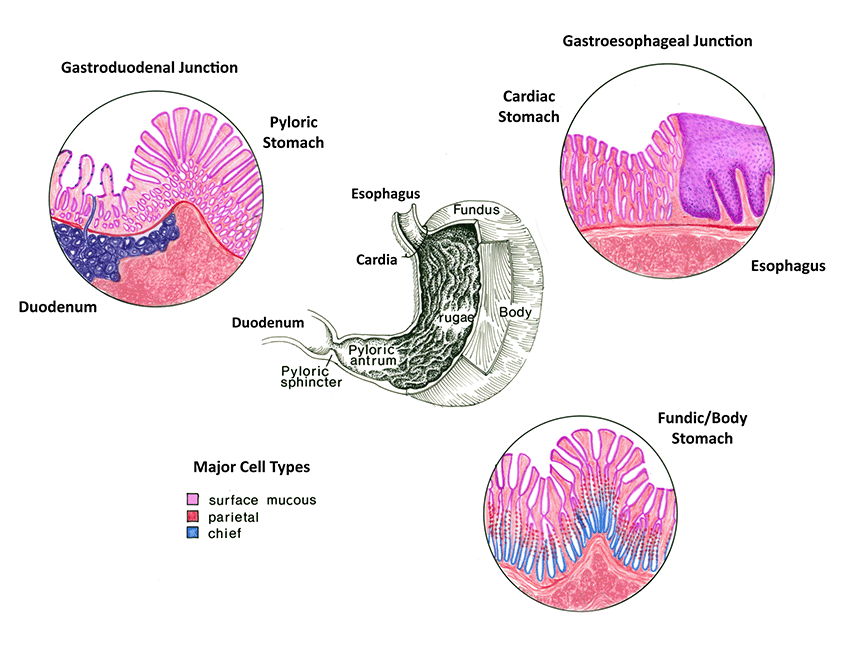 Gastroesophageal Junction
Gastroduodenal Junction
Cardiac
Stomach
Pyloric
Stomach
Esophagus
Fundus
Cardia
Esophagus
Duodenum
rugae
Body
Duodenum
Pyloric
antrum
Pyloric
sphincter
Fundic/Body
Stomach
Major Cell Types
surface mucous
parietal
chief